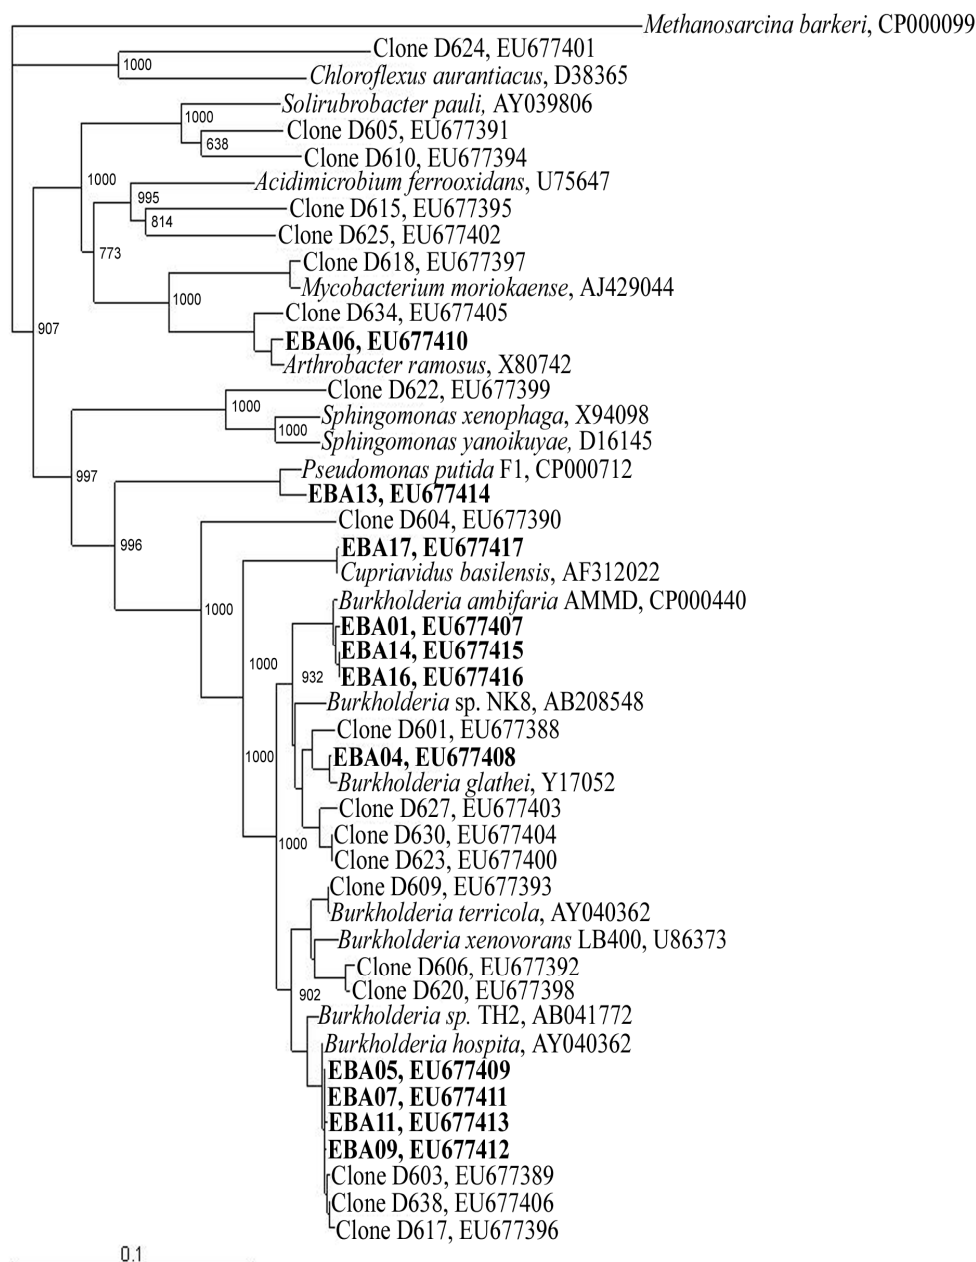 Methanosarcina barkeri, CP000099
Clone D624, EU677401
1000
Chloroflexus aurantiacus, D38365
Solirubrobacter pauli, AY039806
1000
Clone D605, EU677391
638
Clone D610, EU677394
1000
Acidimicrobium ferrooxidans, U75647
995
Clone D615, EU677395
814
Clone D625, EU677402
773
Clone D618, EU677397
Mycobacterium moriokaense, AJ429044
1000
Clone D634, EU677405
907
EBA06, EU677410
Arthrobacter ramosus, X80742
Clone D622, EU677399
1000
Sphingomonas xenophaga, X94098
1000
Sphingomonas yanoikuyae, D16145
Pseudomonas putida F1, CP000712
997
EBA13, EU677414
Clone D604, EU677390
996
EBA17, EU677417
Cupriavidus basilensis, AF312022
Burkholderia ambifaria AMMD, CP000440
1000
EBA01, EU677407
EBA14, EU677415
1000
EBA16, EU677416
932
Burkholderia sp. NK8, AB208548
Clone D601, EU677388
1000
EBA04, EU677408
Burkholderia glathei, Y17052
Clone D627, EU677403
Clone D630, EU677404
1000
Clone D623, EU677400
Clone D609, EU677393
Burkholderia terricola, AY040362
Burkholderia xenovorans LB400, U86373
Clone D606, EU677392
Clone D620, EU677398
902
Burkholderia sp. TH2, AB041772
Burkholderia hospita, AY040362
EBA05, EU677409
EBA07, EU677411
EBA11, EU677413
EBA09, EU677412
Clone D603, EU677389
Clone D638, EU677406
Clone D617, EU677396
0.1